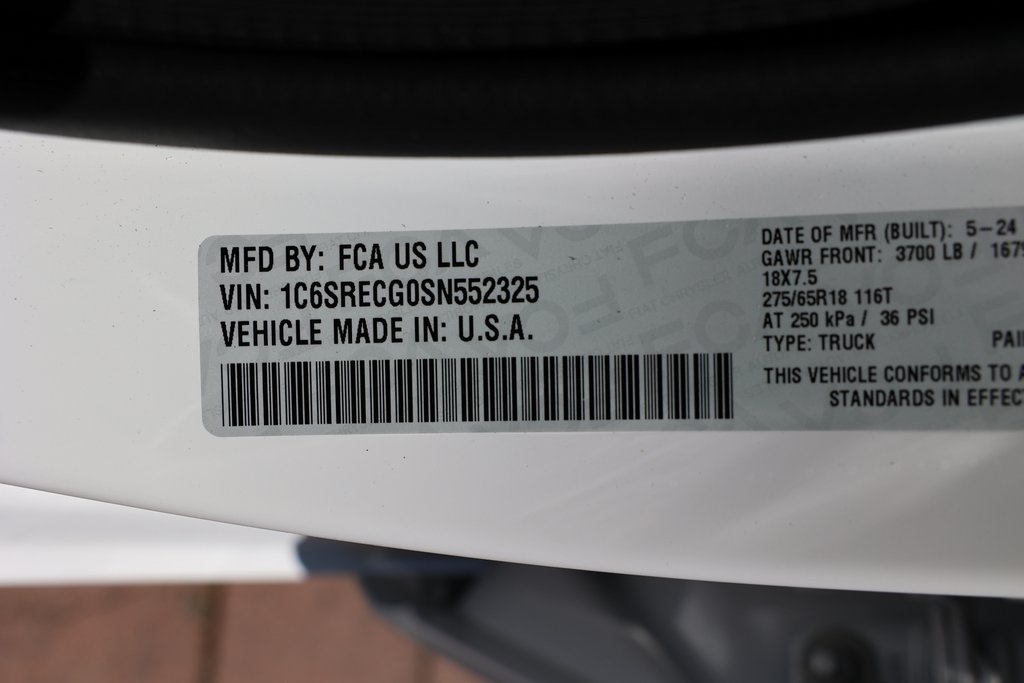 MFD BY: FCA US LLC
VIN: 1C6SRECG0SN552325
VEHICLE MADE IN: U.S.A.
DATE OF MFR (BUILT): 5-24
GAWR FRONT: 3700 LB / 1679
18X7.5
275/65R18 116T
AT 250 kPa / 36 PSI
TYPE: TRUCK
THIS VEHICLE CONFORMS TO A
STANDARDS IN EFFECT